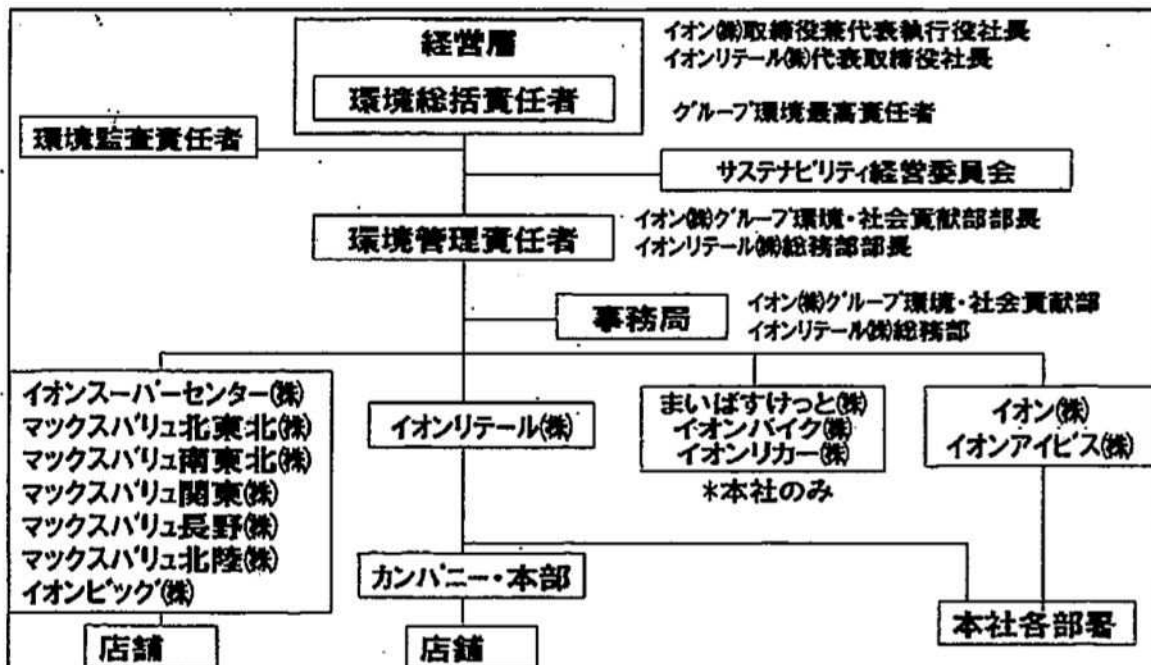 経営層
イオン㈱取締役兼代表執行役社長
イオンリテール㈱代表取締役社長
環境総括責任者
グループ環境最高責任者
環境監査責任者
サステナビリティ経営委員会
環境管理責任者
イオン㈱グループ環境・社会貢献部部長
イオンリテール㈱総務部部長
事務局
イオン㈱グループ環境・社会貢献部
イオンリテール㈱総務部
イオンスーパーセンター㈱
マックスバリュ北東北㈱
マックスバリュ南東北㈱
マックスバリュ関東㈱
マックスバリュ長野㈱
マックスバリュ北陸㈱
イオンビッグ㈱
イオンリテール㈱
まいばすけっと㈱
イオンバイク㈱
イオンリカー㈱
*本社のみ
イオン㈱
イオンアイビス㈱
カンパニー・本部
本社各部署
店舗
店舗